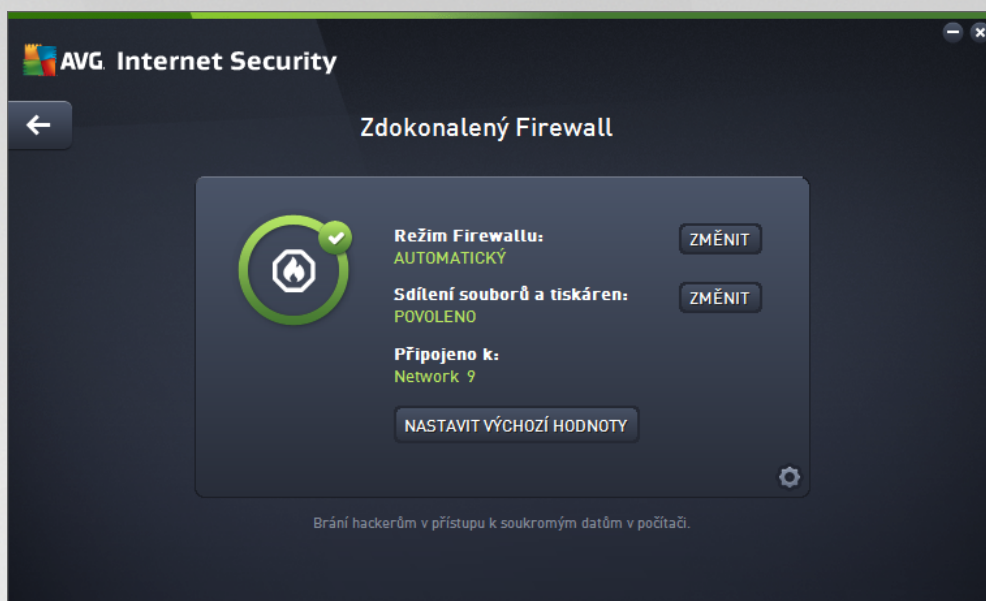 AVG Internet Security
Zdokonalený Firewall
Režim Firewallu:
ZMĚNIT
AUTOMATICKÝ
Sdílení souborů a tiskáren:
ZMĚNIT
POVOLENO
Připojeno k:
Network 9
NASTAVIT VÝCHOZÍ HODNOTY
Brání hackerům v přístupu k soukromým datům v počítači.